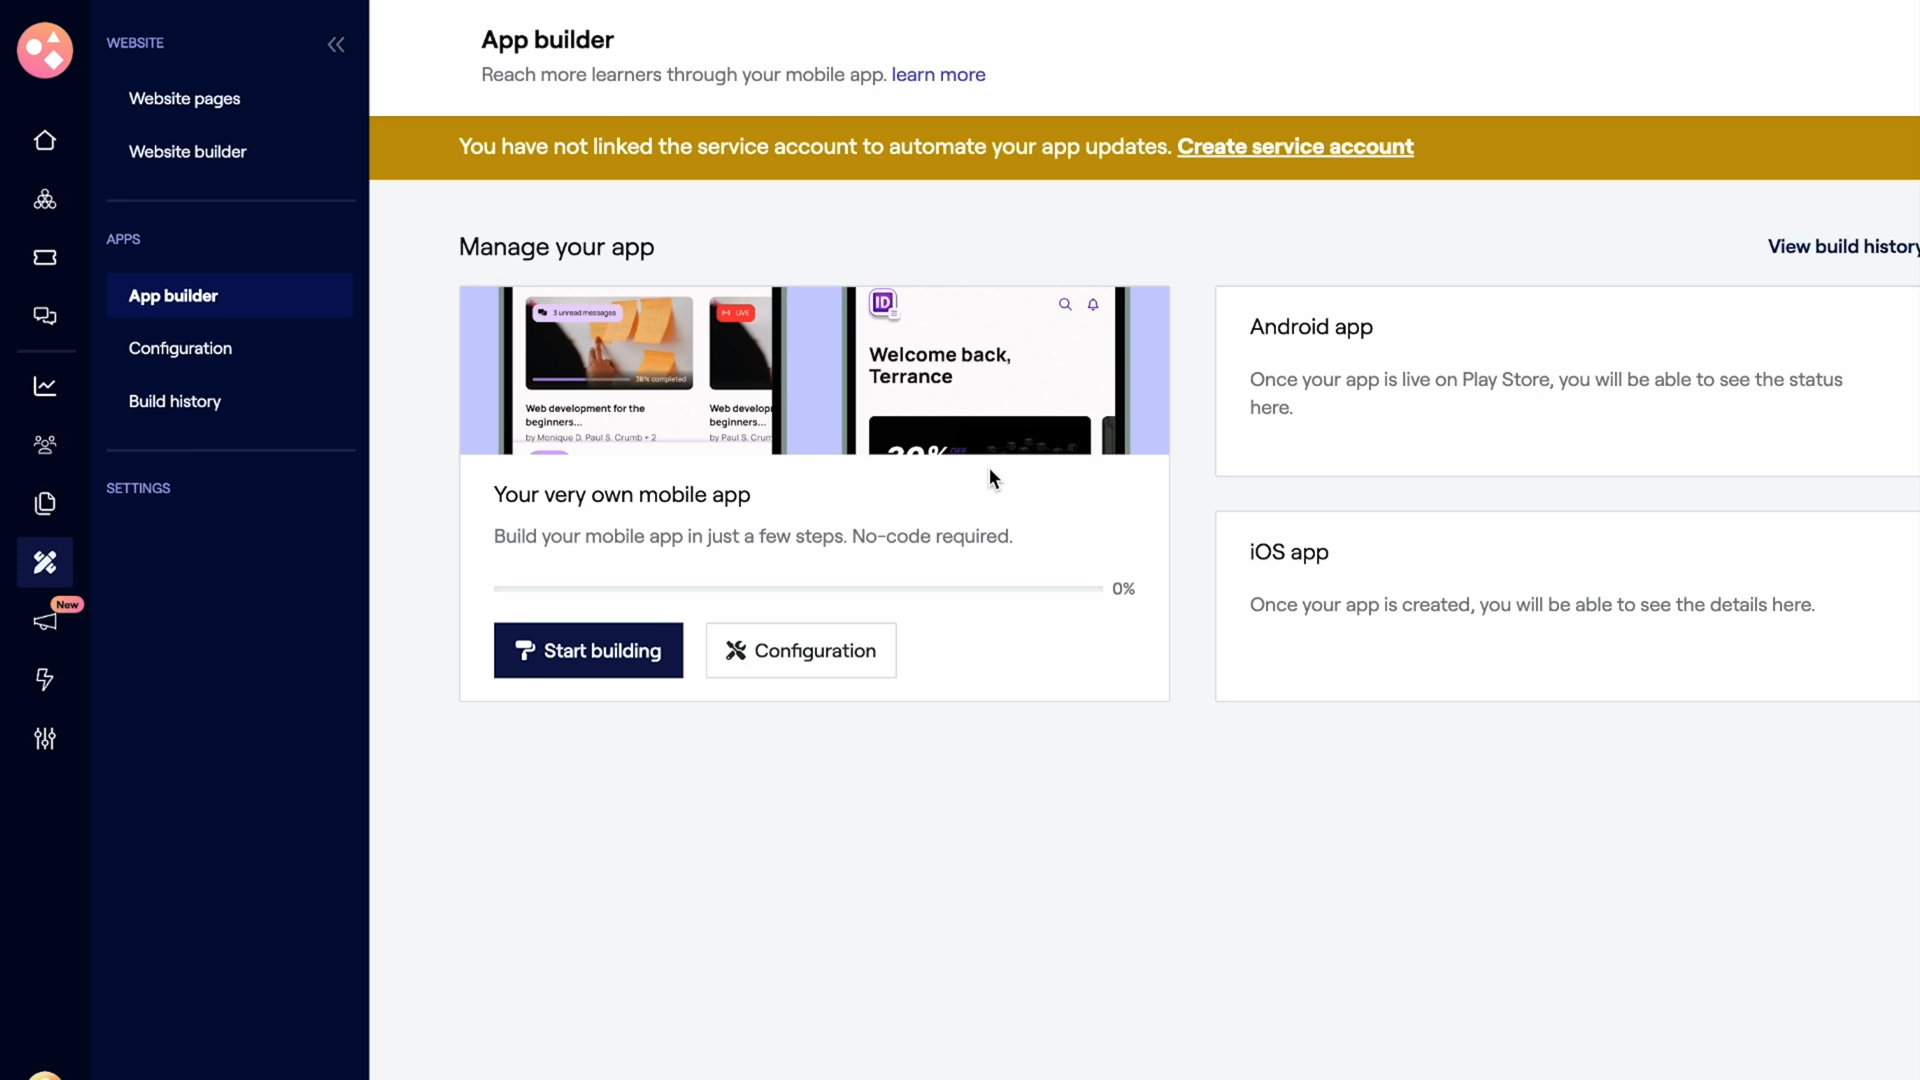 WEBSITE
Website pages
Website builder
APPS
App builder
Configuration
Build history
SETTINGS
New
App builder
Reach more learners through your mobile app. learn more
You have not linked the service account to automate your app updates. Create service account
Manage your app
View build history
3 unread messages
38% completed
Web development for the
beginners...
by Monique D, Paul S. Crumb + 2
LIVE
Web develop
beginners...
by Paul S. Crum
ID
Welcome back,
Terrance
20% OFF
Your very own mobile app
Build your mobile app in just a few steps. No-code required.
0%
Start building
Configuration
Android app
Once your app is live on Play Store, you will be able to see the status
here.
iOS app
Once your app is created, you will be able to see the details here.